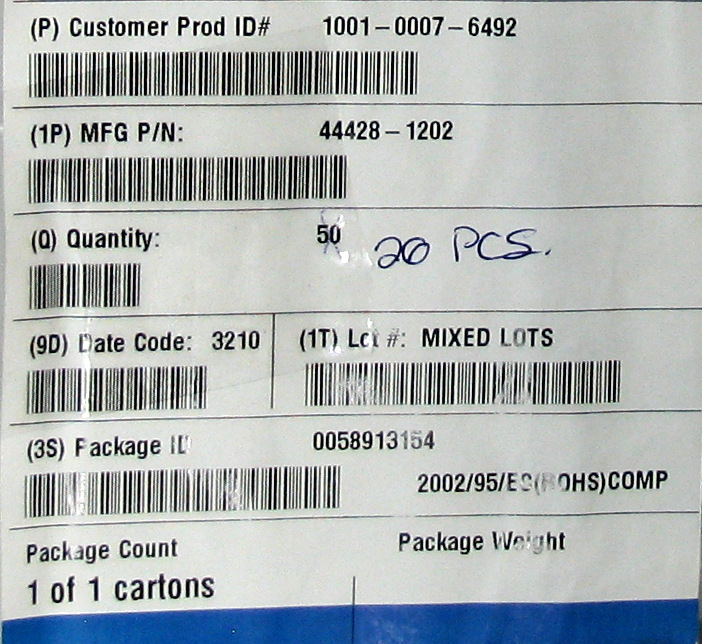 (P) Customer Prod ID# 1001-0007-6492
(1P) MFG P/N: 44428-1202
(Q) Quantity: 50 20 PCS.
(9D) Date Code: 3210 (1T) Lot #: MIXED LOTS
(3S) Package ID 0058913154
2002/95/EC(ROHS)COMP
Package Count Package Weight
1 of 1 cartons